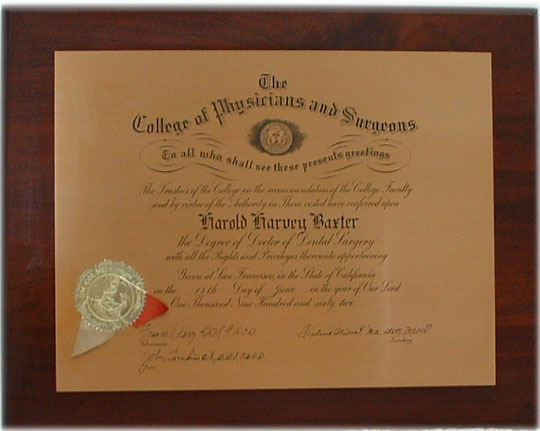 The
College of Physicians and Surgeons
To all who shall see these presents greetings
The Trustees of the College on the recommendation of the College Faculty
and by virtue of the Authority in Them vested have conferred upon
Harold Harvey Baxter
the Degree of Doctor of Dental Surgery
with all the Rights and Privileges thereunto appertaining
Given at San Francisco, in the State of California
on the 13th Day of June in the year of Our Lord
One Thousand, Nine Hundred and sixty two.
Secretary
Dean